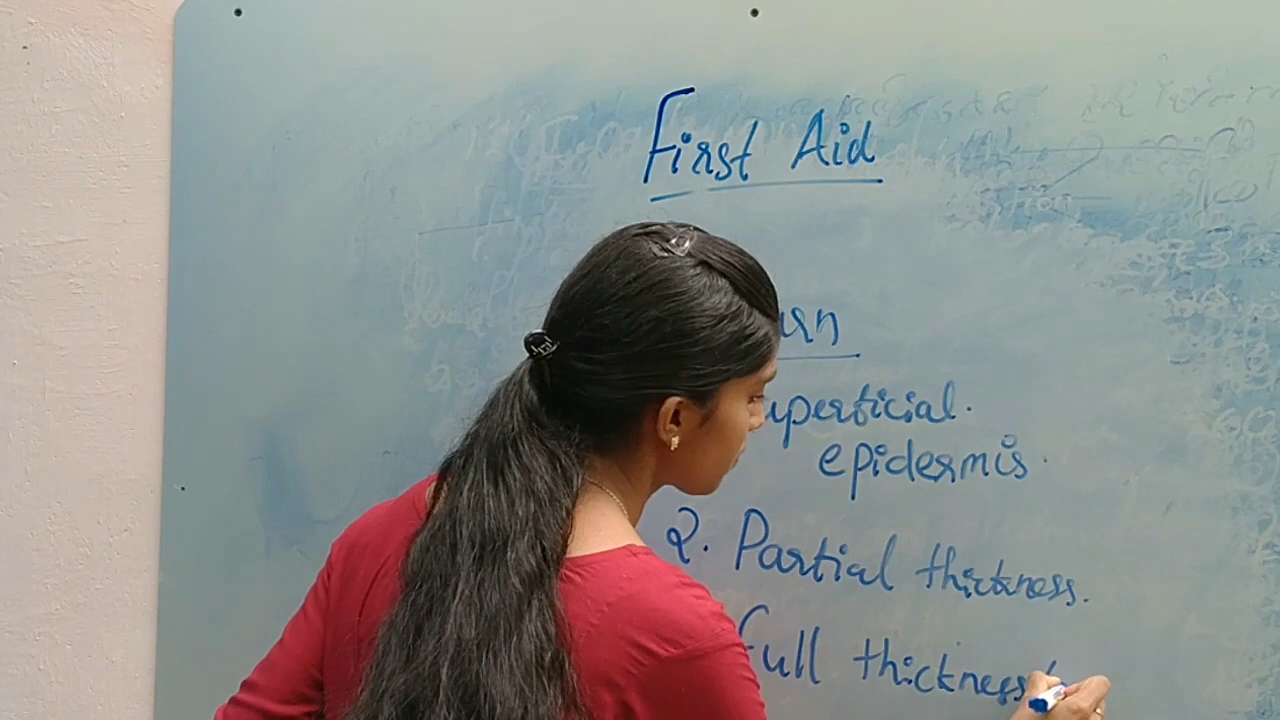 First Aid
urn
uperficial.
epidermis.
2. Partial thickness.
Full thickness